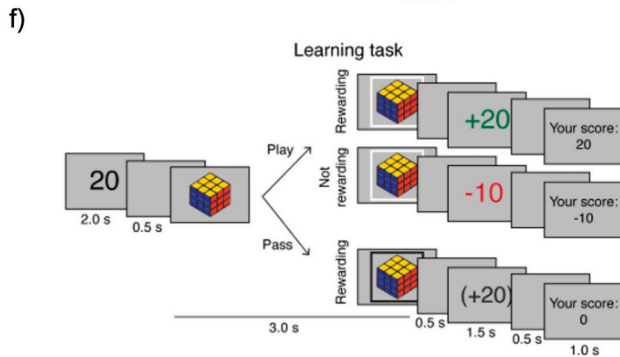 f)
Learning task
20
2.0 s
0.5 s
Play
Pass
3.0 s
Rewarding
+20
Your score:
20
Not
rewarding
-10
Your score:
-10
Rewarding
(+20)
Your score:
0
0.5 s
1.5 s
0.5 s
1.0 s